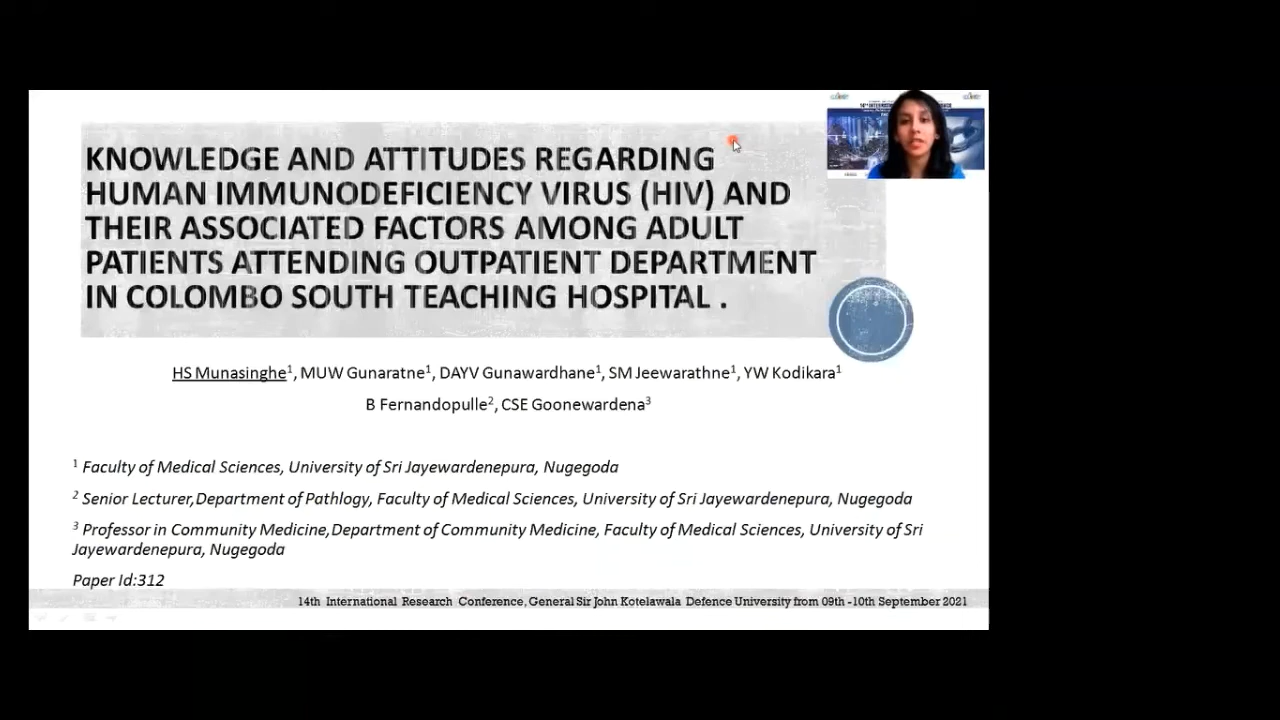 KNOWLEDGE AND ATTITUDES REGARDING
HUMAN IMMUNODEFICIENCY VIRUS (HIV) AND
THEIR ASSOCIATED FACTORS AMONG ADULT
PATIENTS ATTENDING OUTPATIENT DEPARTMENT
IN COLOMBO SOUTH TEACHING HOSPITAL .
HS Munasinghe¹, MUW Gunaratne¹, DAYV Gunawardhane¹, SM Jeewarathne¹, YW Kodikara¹
B Fernandopulle², CSE Goonewardena³
¹ Faculty of Medical Sciences, University of Sri Jayewardenepura, Nugegoda
² Senior Lecturer,Department of Pathlogy, Faculty of Medical Sciences, University of Sri Jayewardenepura, Nugegoda
³ Professor in Community Medicine,Department of Community Medicine, Faculty of Medical Sciences, University of Sri
Jayewardenepura, Nugegoda
Paper Id:312
14th International Research Conference, General Sir John Kotelawala Defence University from 09th -10th September 2021